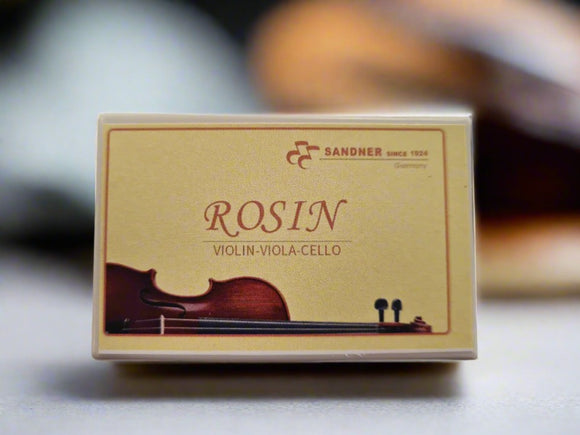 SANDNER SINCE 1924
Germany
ROSIN
VIOLIN-VIOLA-CELLO